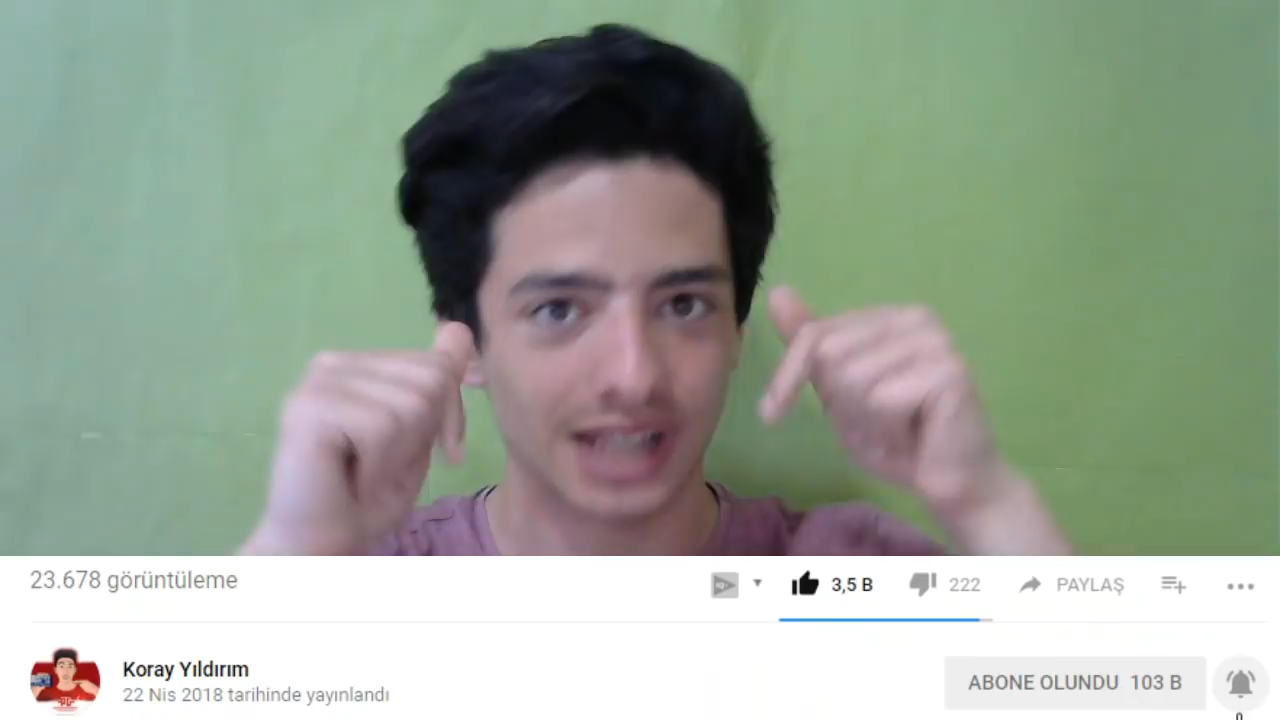 23.678 görüntüleme
3,5 B
222
PAYLAŞ
Koray Yıldırım
22 Nis 2018 tarihinde yayınlandı
ABONE OLUNDU 103 B